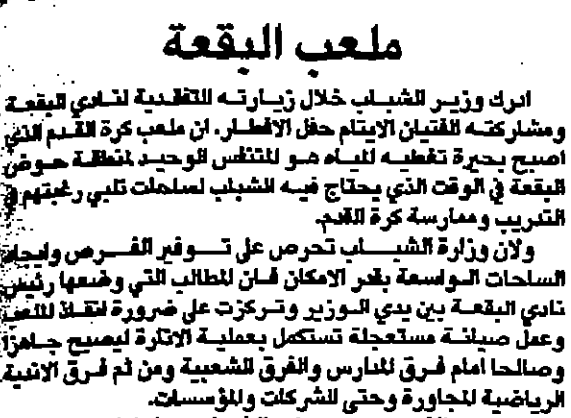 ملعب البقعة
ادرك وزير الشباب خلال زيارته التفقدية لنادي البقعة
ومشاركته الفتيان الايتام حفل الافطار. ان ملعب كرة القدم الذي
اصبح بحيرة تغطيه المياه هو المتنفس الوحيد لمنطقة حوض
البقعة في الوقت الذي يحتاج فيه الشباب لساحات تلبي رغبتهم في
التدريب وممارسة كرة القدم.
ولان وزارة الشباب تحرص على توفير الفرص وايجاد
الساحات الواسعة بقدر الامكان فان المطالب التي وضعها رئيس
نادي البقعة بين يدي الوزير وتركزت على ضرورة انقاذ الملعب
وعمل صيانة مستعجلة تستكمل بعملية الانارة ليصبح جاهزا
وصالحا امام فرق المدارس والفرق الشعبية ومن ثم فرق الاندية
الرياضية المجاورة وحتى للشركات والمؤسسات.